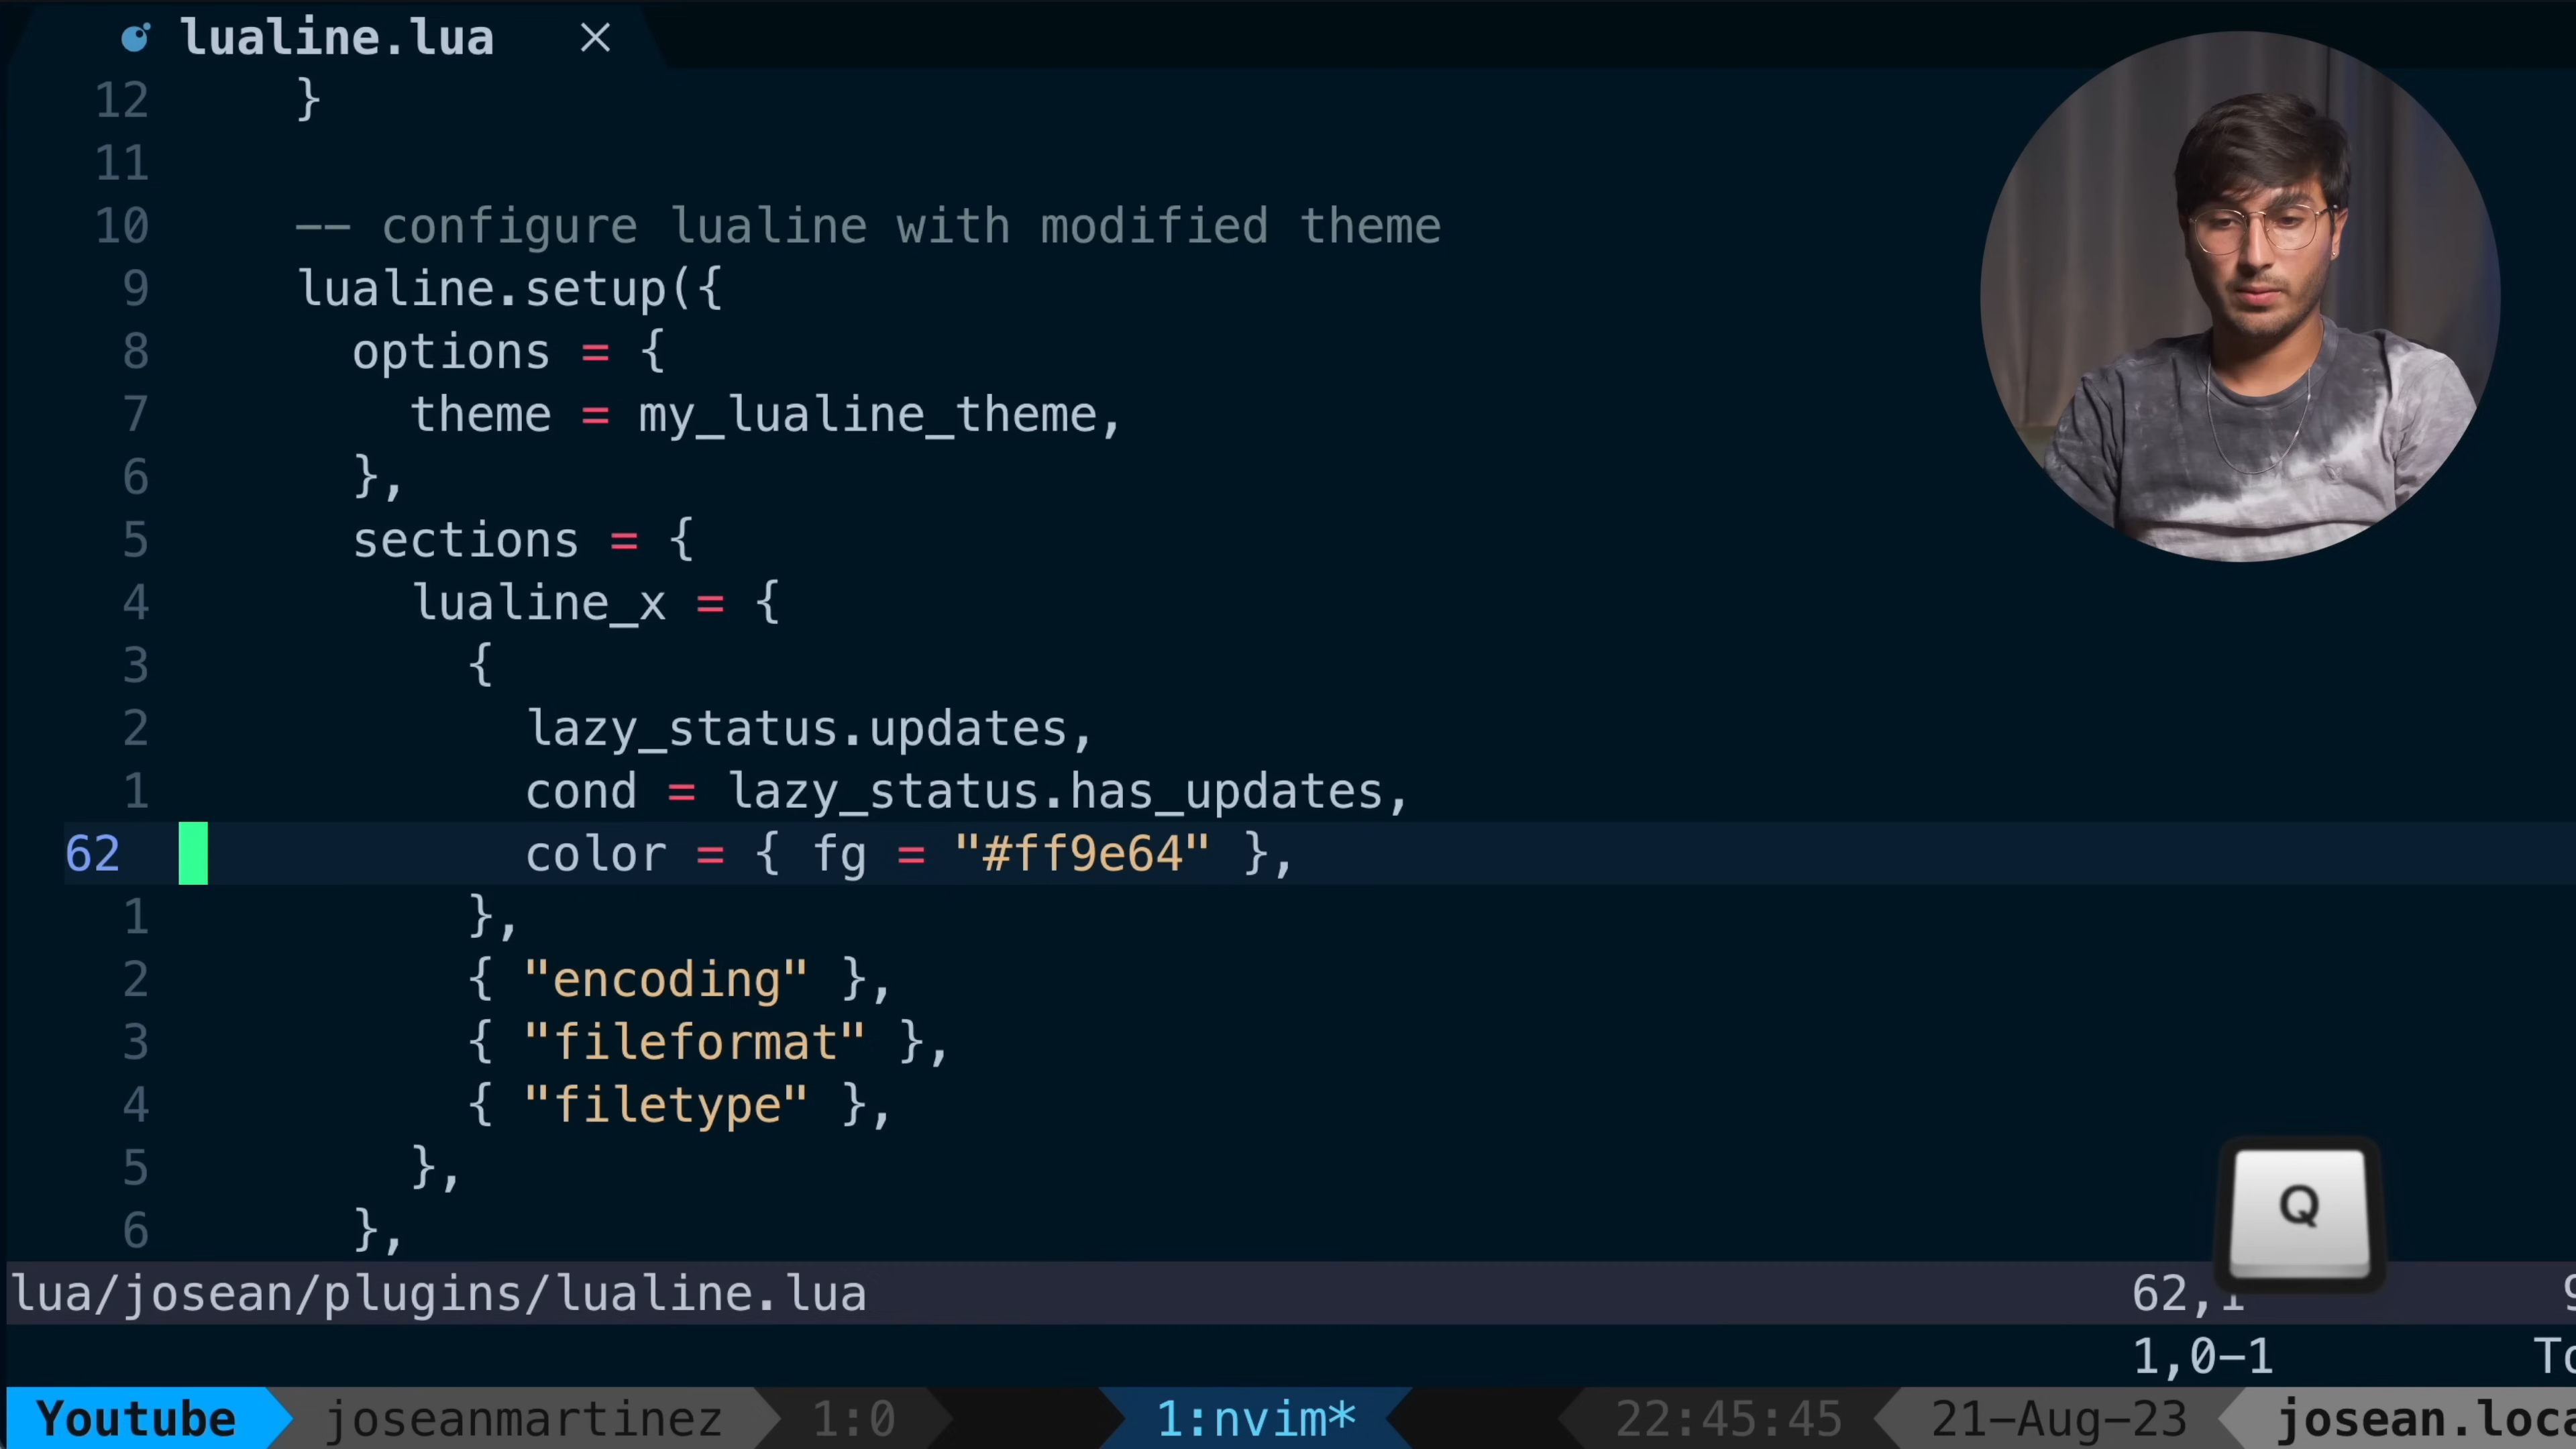 lualine.lua ×
12 }
11
10 -- configure lualine with modified theme
9 lualine.setup({
8 options = {
7 theme = my_lualine_theme,
6 },
5 sections = {
4 lualine_x = {
3 {
2 lazy_status.updates,
1 cond = lazy_status.has_updates,
62 color = { fg = "#ff9e64" },
1 },
2 { "encoding" },
3 { "fileformat" },
4 { "filetype" },
5 },
6 },
Q
lua/josean/plugins/lualine.lua 62,1
1,0-1
Youtube joseanmartinez 1:0 1:nvim* 22:45:45 21-Aug-23